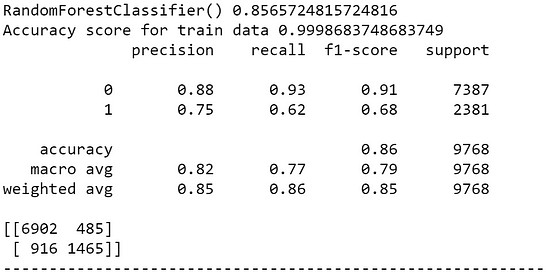 RandomForestClassifier() 0.8565724815724816
Accuracy score for train data 0.9998683748683749
precision recall f1-score support
0 0.88 0.93 0.91 7387
1 0.75 0.62 0.68 2381
accuracy 0.86 9768
macro avg 0.82 0.77 0.79 9768
weighted avg 0.85 0.86 0.85 9768
[[6902 485]
[ 916 1465]]
------------------------------------------------------------